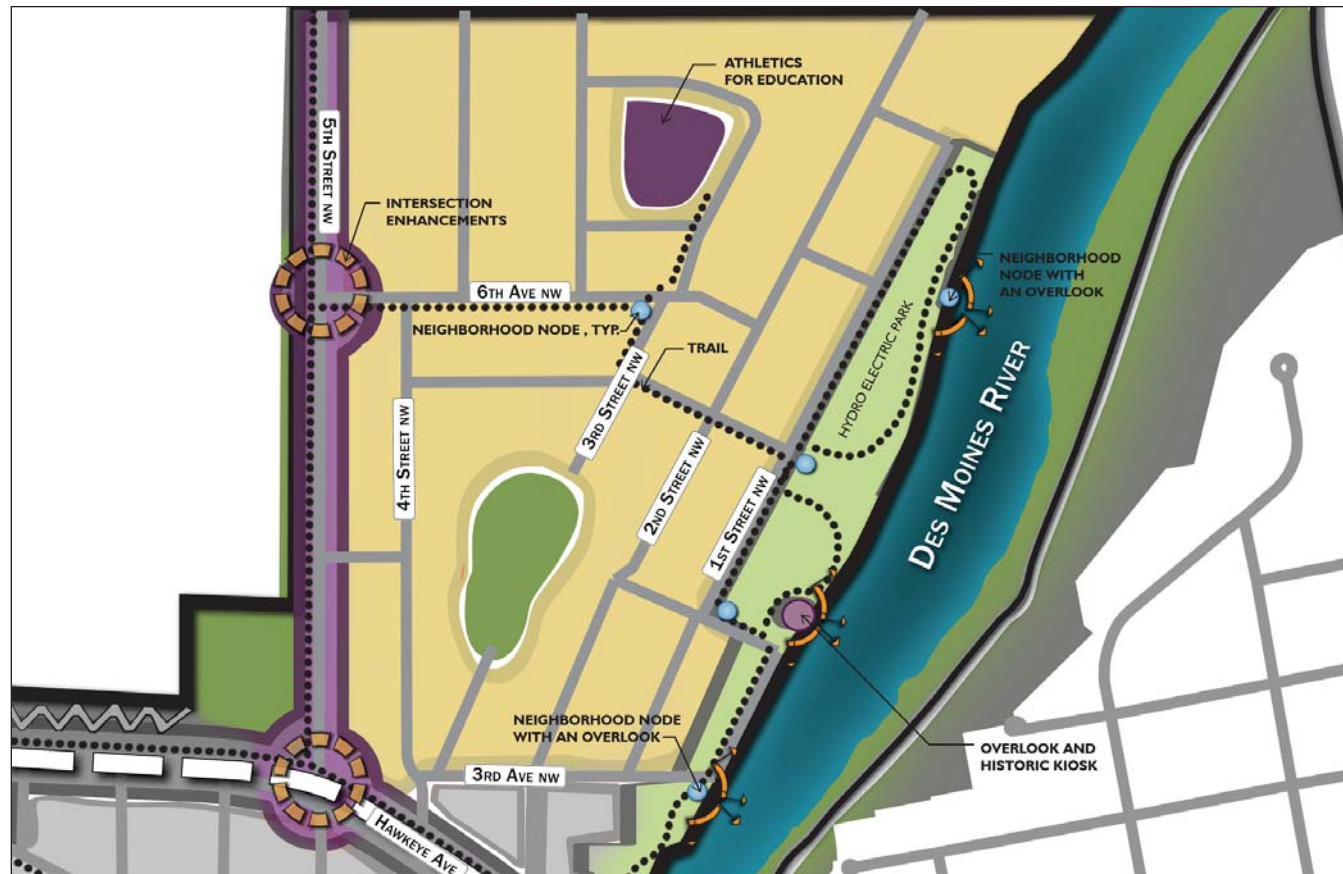 ATHLETICS
FOR EDUCATION
5TH STREET NW
INTERSECTION
ENHANCEMENTS
NEIGHBORHOOD
NODE WITH
AN OVERLOOK
6TH AVE NW
NEIGHBORHOOD NODE , TYP.
TRAIL
HYDRO ELECTRIC PARK
3RD STREET NW
4TH STREET NW
2ND STREET NW
1ST STREET NW
DES MOINES RIVER
NEIGHBORHOOD NODE
WITH AN OVERLOOK
OVERLOOK AND
HISTORIC KIOSK
3RD AVE NW
HAWKEYE AVE